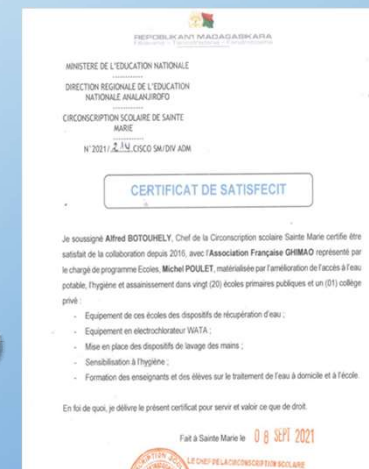 REPOBLIKAN'I MADAGASIKARA
Fitiavana - Tanindrazana - Fandrosoana
MINISTERE DE L'EDUCATION NATIONALE
DIRECTION REGIONALE DE L'EDUCATION
NATIONALE ANALANJIROFO
CIRCONSCRIPTION SCOLAIRE DE SAINTE
MARIE
N°2021/.214.CISCO SM/DIV ADM
CERTIFICAT DE SATISFECIT
Je soussigné Alfred BOTOUHELY, Chef de la Circonscription scolaire Sainte Marie certifie être
satisfait de la collaboration depuis 2016, avec l'Association Française GHIMAO représenté par
le chargé de programme Ecoles, Michel POULET, matérialisée par l'amélioration de l'accès à l'eau
potable, l'hygiène et assainissement dans vingt (20) écoles primaires publiques et un (01) collège
privé :
- Equipement de ces écoles des dispositifs de récupération d'eau ;
- Equipement en electrochlorateur WATA ;
- Mise en place des dispositifs de lavage des mains ;
- Sensibilisation à l'hygiène ;
- Formation des enseignants et des élèves sur le traitement de l'eau à domicile et à l'école.
En foi de quoi, je délivre le présent certificat pour servir et valoir ce que de droit.
Fait à Sainte Marie le 08 SEPT 2021
LE CHEF DE LA CIRCONSCRIPTION SCOLAIRE